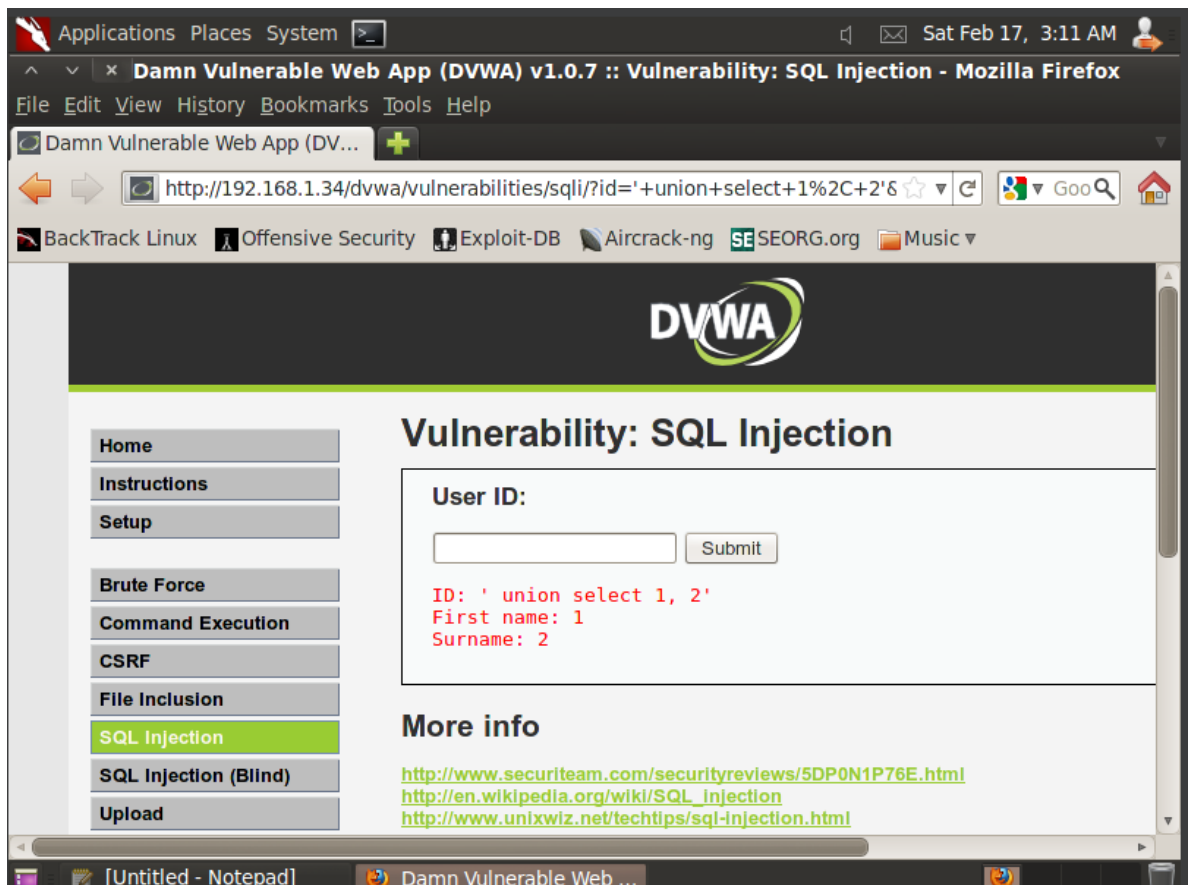 Applications Places System Sat Feb 17, 3:11 AM
Damn Vulnerable Web App (DVWA) v1.0.7 :: Vulnerability: SQL Injection - Mozilla Firefox
File Edit View History Bookmarks Tools Help
Damn Vulnerable Web App (DV...
http://192.168.1.34/dvwa/vulnerabilities/sqli/?id='+union+select+1%2C+2'& Goo
BackTrack Linux Offensive Security Exploit-DB Aircrack-ng SE SEORG.org Music
DVWA
Home
Instructions
Setup
Brute Force
Command Execution
CSRF
File Inclusion
SQL Injection
SQL Injection (Blind)
Upload
Vulnerability: SQL Injection
User ID:
Submit
ID: ' union select 1, 2'
First name: 1
Surname: 2
More info
http://www.securiteam.com/securityreviews/5DP0N1P76E.html
http://en.wikipedia.org/wiki/SQL_injection
http://www.unixwiz.net/techtips/sql-injection.html
[Untitled - Notepad] Damn Vulnerable Web ...